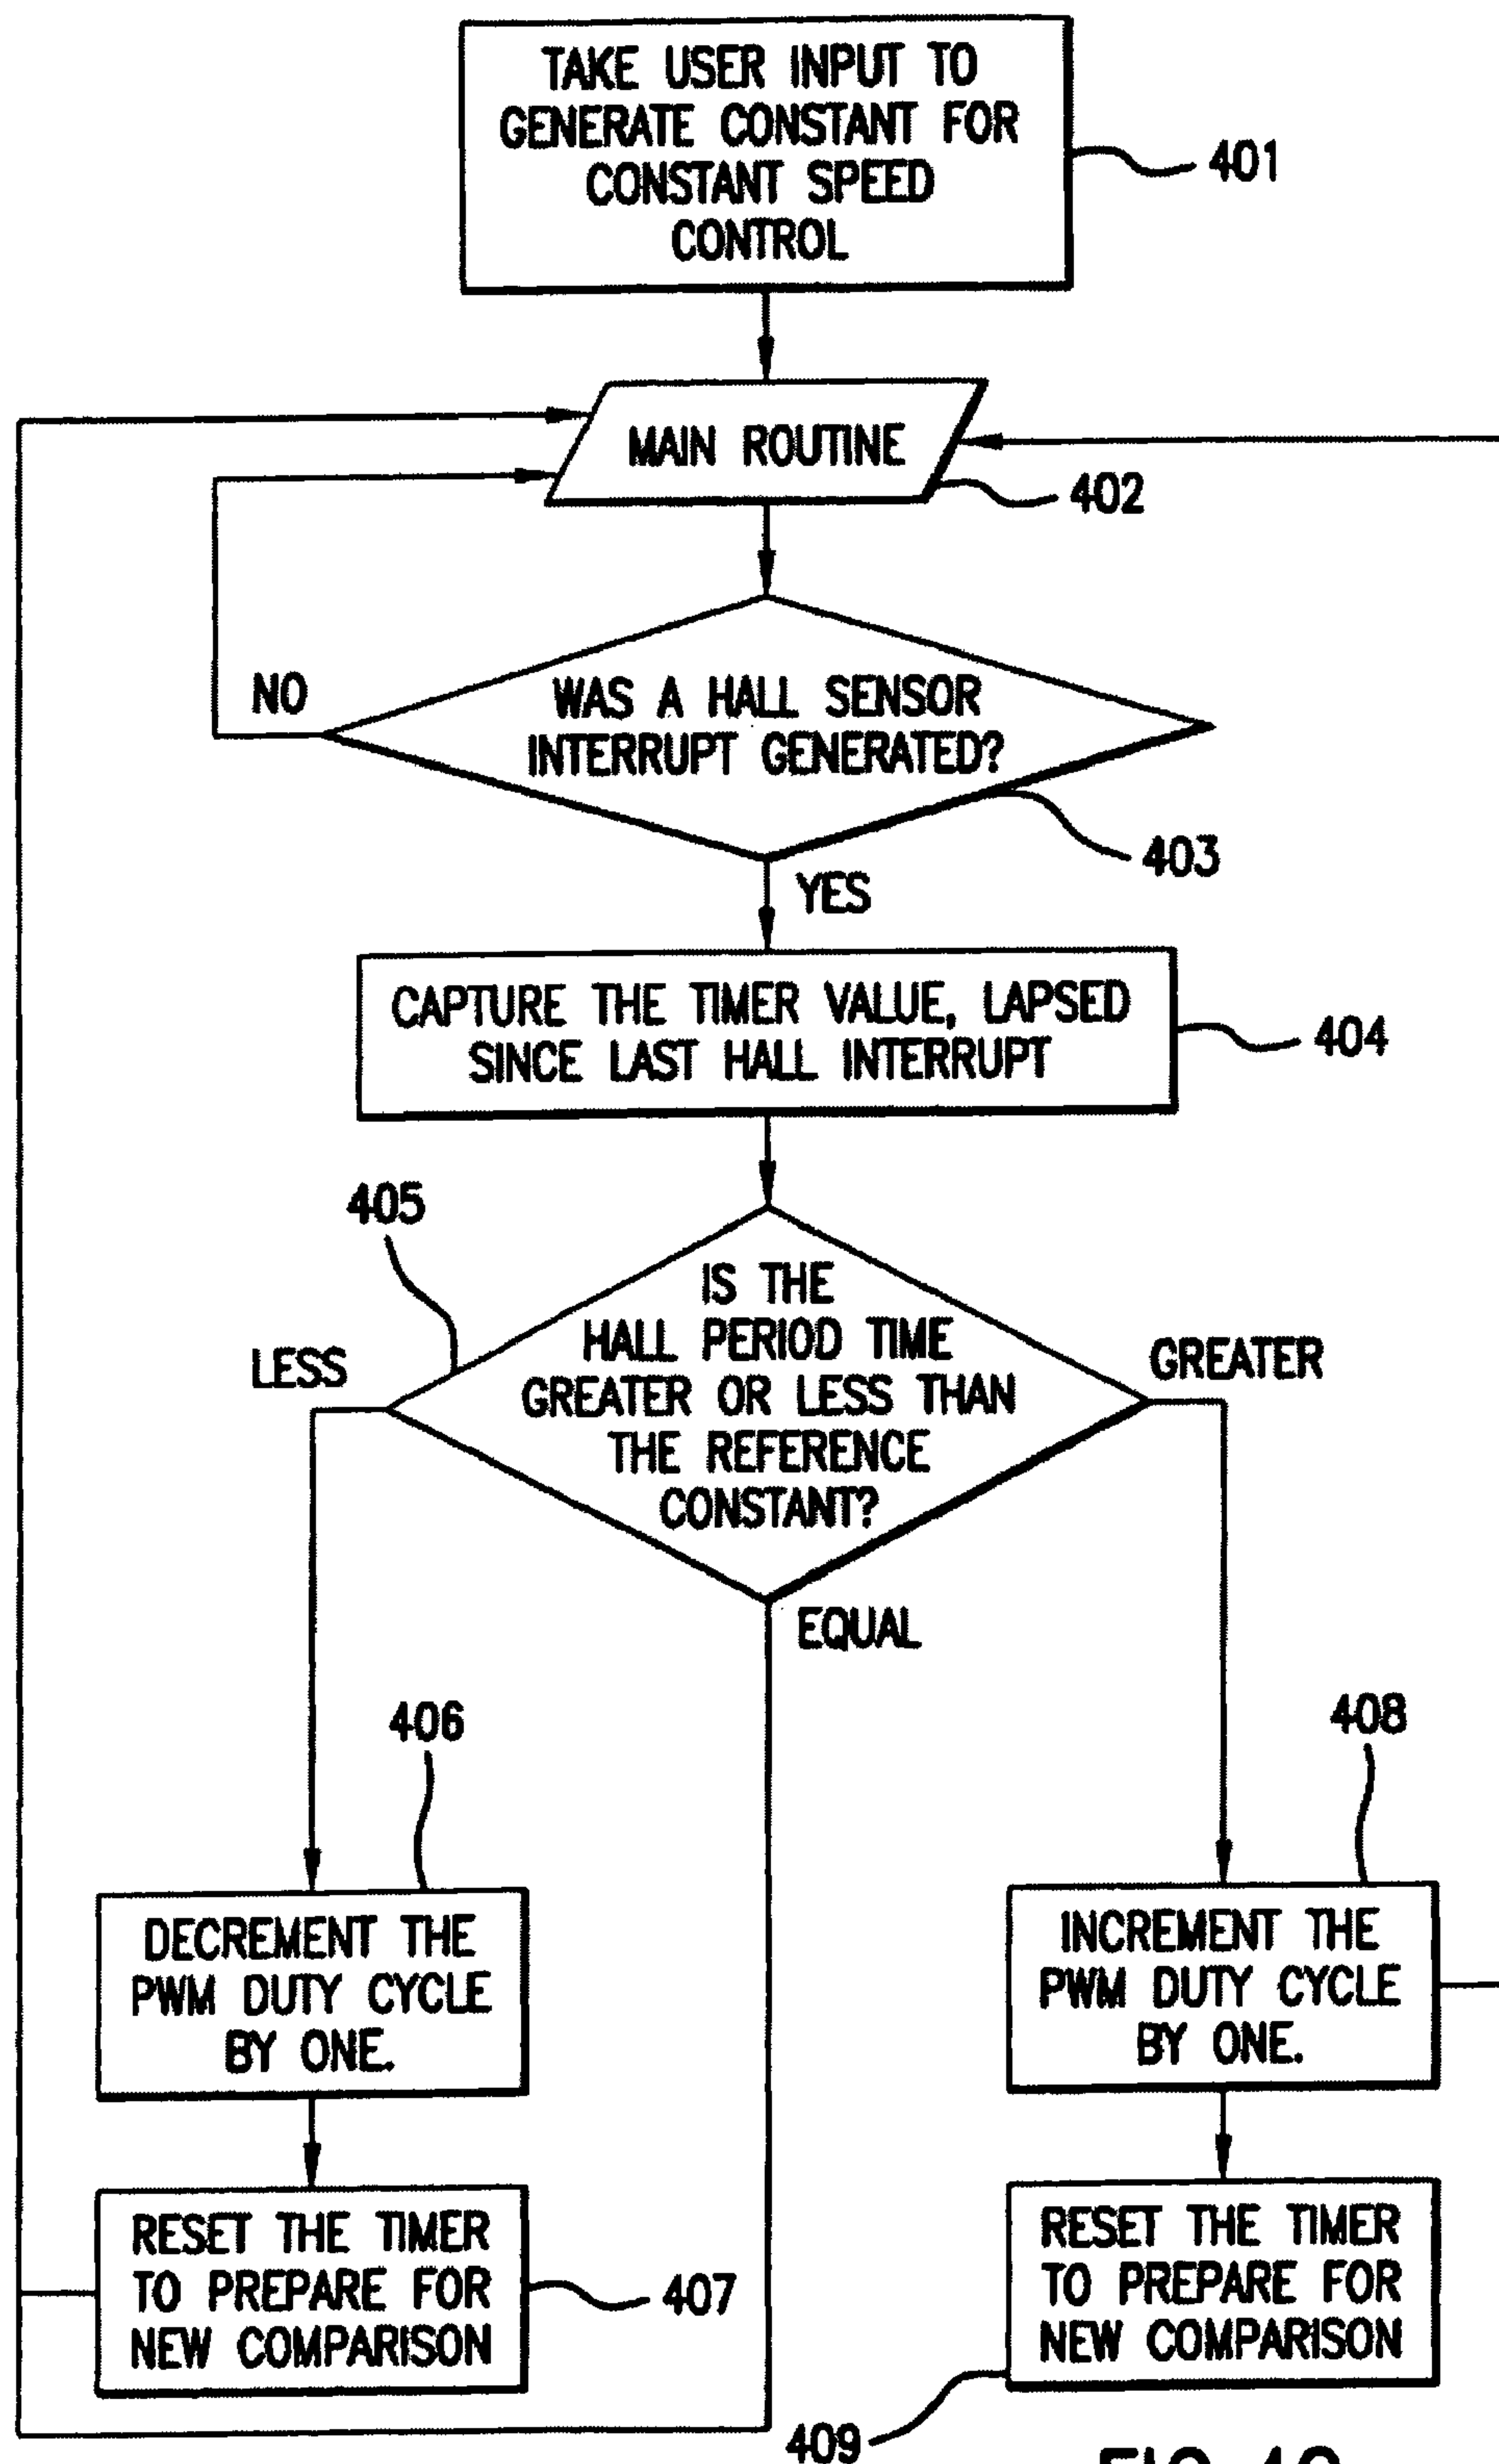 TAKE USER INPUT TO
GENERATE CONSTANT FOR
CONSTANT SPEED
CONTROL
401
MAIN ROUTINE
402
NO
WAS A HALL SENSOR
INTERRUPT GENERATED?
403
YES
CAPTURE THE TIMER VALUE, LAPSED
SINCE LAST HALL INTERRUPT
404
405
IS THE
HALL PERIOD TIME
GREATER OR LESS THAN
THE REFERENCE
CONSTANT?
LESS
GREATER
EQUAL
406
408
DECREMENT THE
PWM DUTY CYCLE
BY ONE.
INCREMENT THE
PWM DUTY CYCLE
BY ONE.
RESET THE TIMER
TO PREPARE FOR
NEW COMPARISON
407
RESET THE TIMER
TO PREPARE FOR
NEW COMPARISON
409